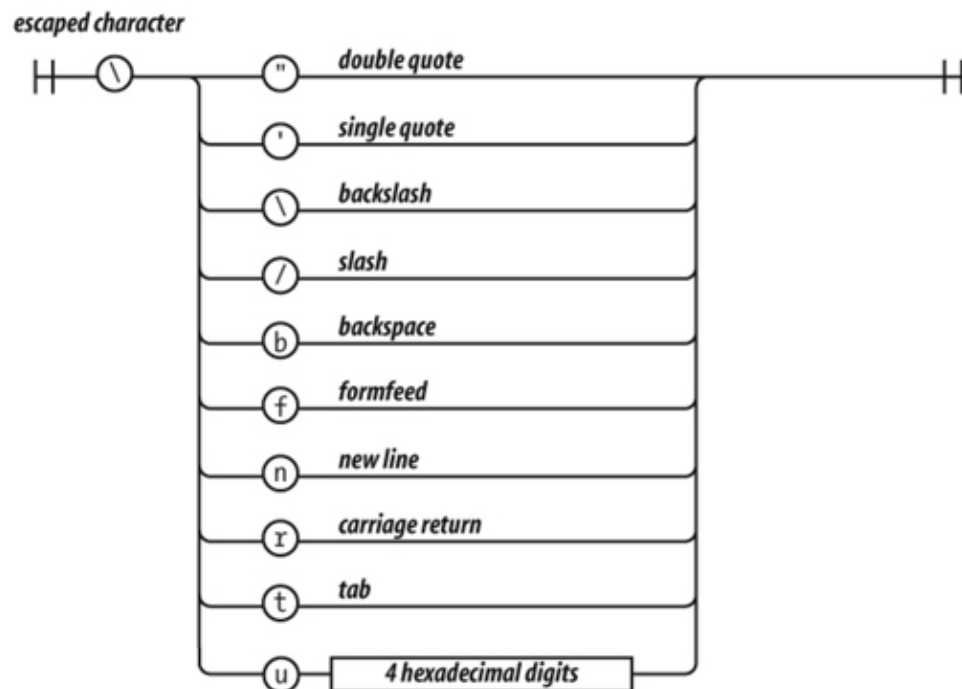 escaped character
\ " double quote
' single quote
\ backslash
/ slash
b backspace
f formfeed
n new line
r carriage return
t tab
u 4 hexadecimal digits